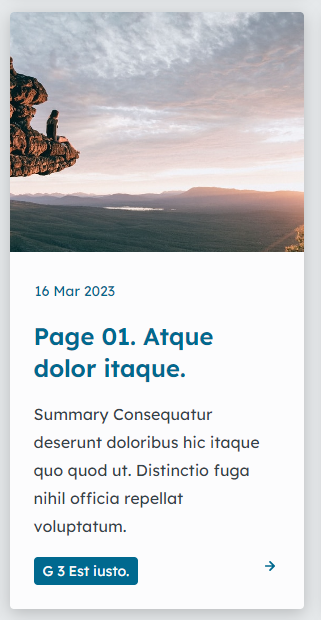 16 Mar 2023
Page 01. Atque
dolor itaque.
Summary Consequatur
deserunt doloribus hic itaque
quo quod ut. Distinctio fuga
nihil officia repellat
voluptatum.
G 3 Est iusto.